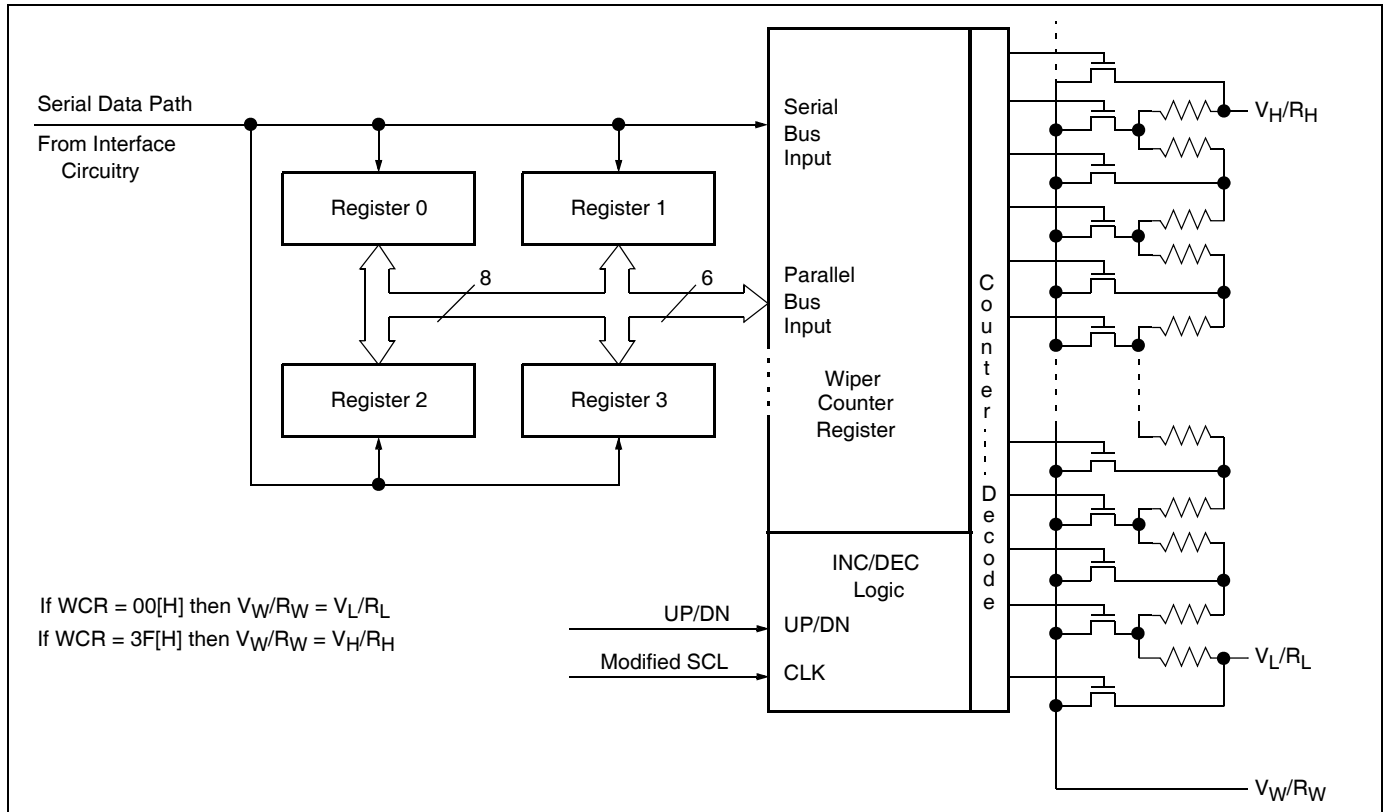 Serial Data Path
From Interface
Circuitry
Register 0
Register 1
8
6
Register 2
Register 3
Serial
Bus
Input
Parallel
Bus
Input
Wiper
Counter
Register
INC/DEC
Logic
UP/DN
UP/DN
Modified SCL
CLK
Counter
Decode
If WCR = 00[H] then VW/RW = VL/RL
If WCR = 3F[H] then VW/RW = VH/RH
VH/RH
VL/RL
VW/RW